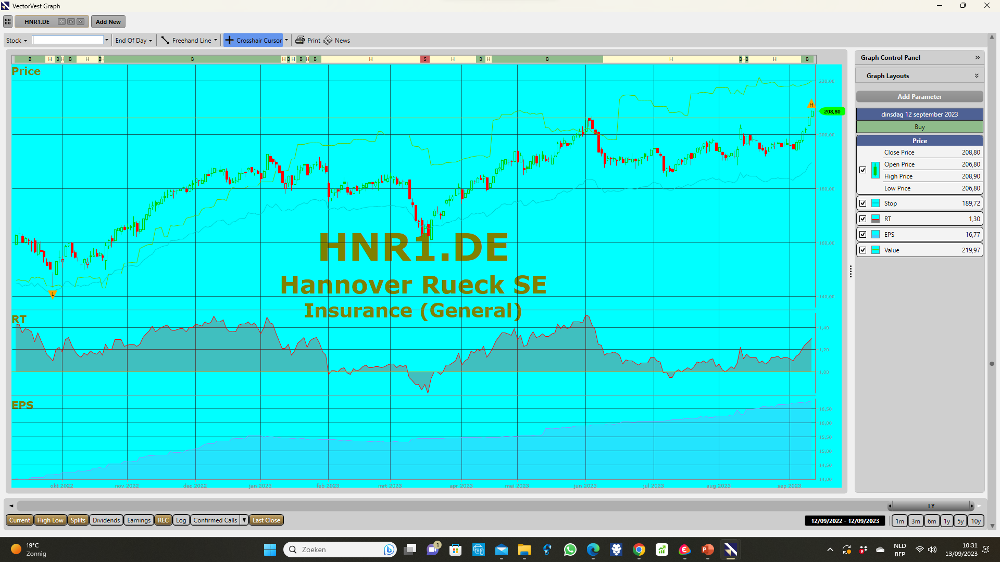 VectorVest Graph
HNR1.DE
Add New
Stock
End Of Day
Freehand Line
Crosshair Cursor
Print
News
B H B H B H B H B H B H B H B H S H B H B H B H B H B
Price
220,00
H
208,80
200,00
180,00
160,00
140,00
L
HNR1.DE
Hannover Rueck SE
Insurance (General)
RT
1,40
1,20
1,00
EPS
16,50
16,00
15,50
15,00
14,50
14,00
okt 2022 nov 2022 dec 2022 jan 2023 feb 2023 mrt 2023 apr 2023 mei 2023 jun 2023 jul 2023 aug 2023 sep 2023
Graph Control Panel
Graph Layouts
Add Parameter
dinsdag 12 september 2023
Buy
Price
Close Price 208,80
Open Price 206,80
High Price 208,90
Low Price 206,80
Stop 189,72
RT 1,30
EPS 16,77
Value 219,97
1 Y
Current High Low Splits Dividends Earnings REC Log Confirmed Calls Last Close
12/09/2022 - 12/09/2023
1m 3m 6m 1y 5y 10y
19°C
Zonnig
Zoeken
1
NLD
BEP
10:31
13/09/2023